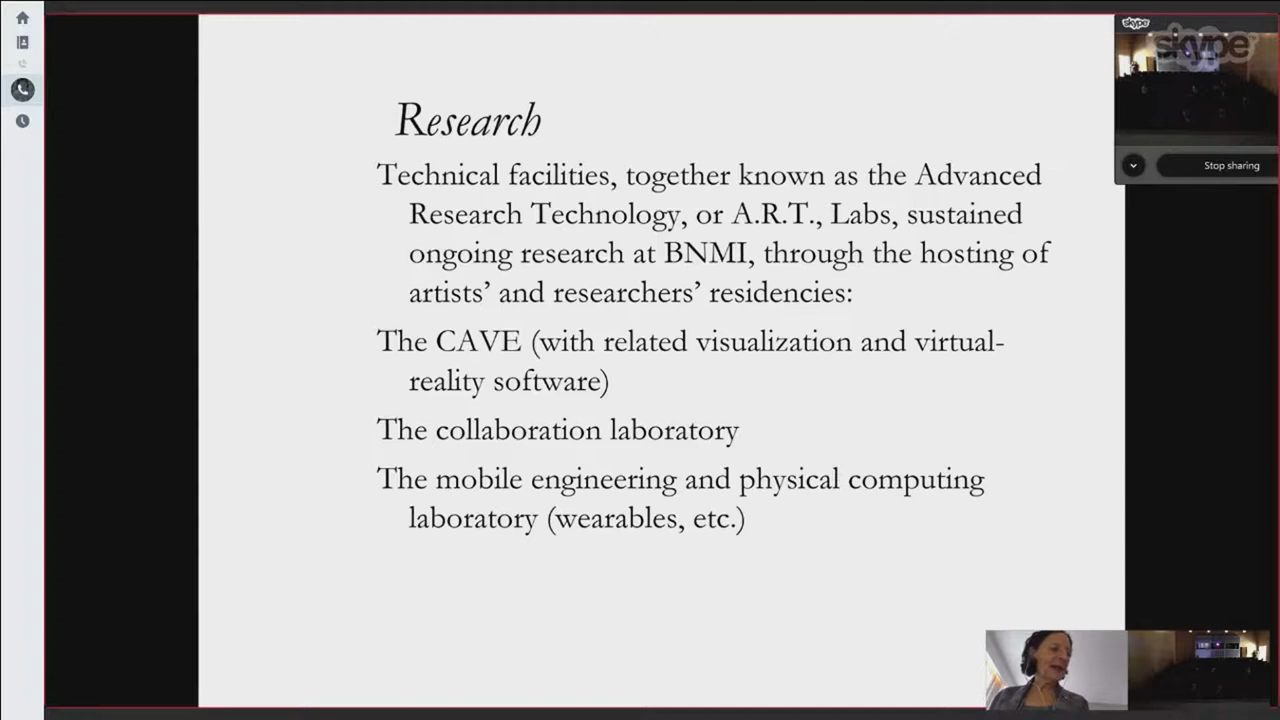 skype
skype
Stop sharing
Research
Technical facilities, together known as the Advanced
Research Technology, or A.R.T., Labs, sustained
ongoing research at BNMI, through the hosting of
artists’ and researchers’ residencies:
The CAVE (with related visualization and virtual-
reality software)
The collaboration laboratory
The mobile engineering and physical computing
laboratory (wearables, etc.)